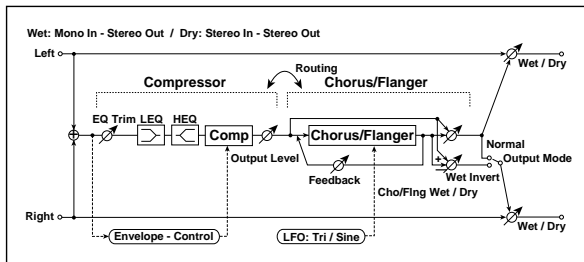 Wet: Mono In - Stereo Out / Dry: Stereo In - Stereo Out
Left
Wet / Dry
Routing
Compressor
Chorus/Flanger
EQ Trim
LEQ
HEQ
Comp
Output Level
Chorus/Flanger
Feedback
Normal
Output Mode
+
−
Wet Invert
Cho/Flng Wet / Dry
Right
Wet / Dry
Envelope - Control
LFO: Tri / Sine